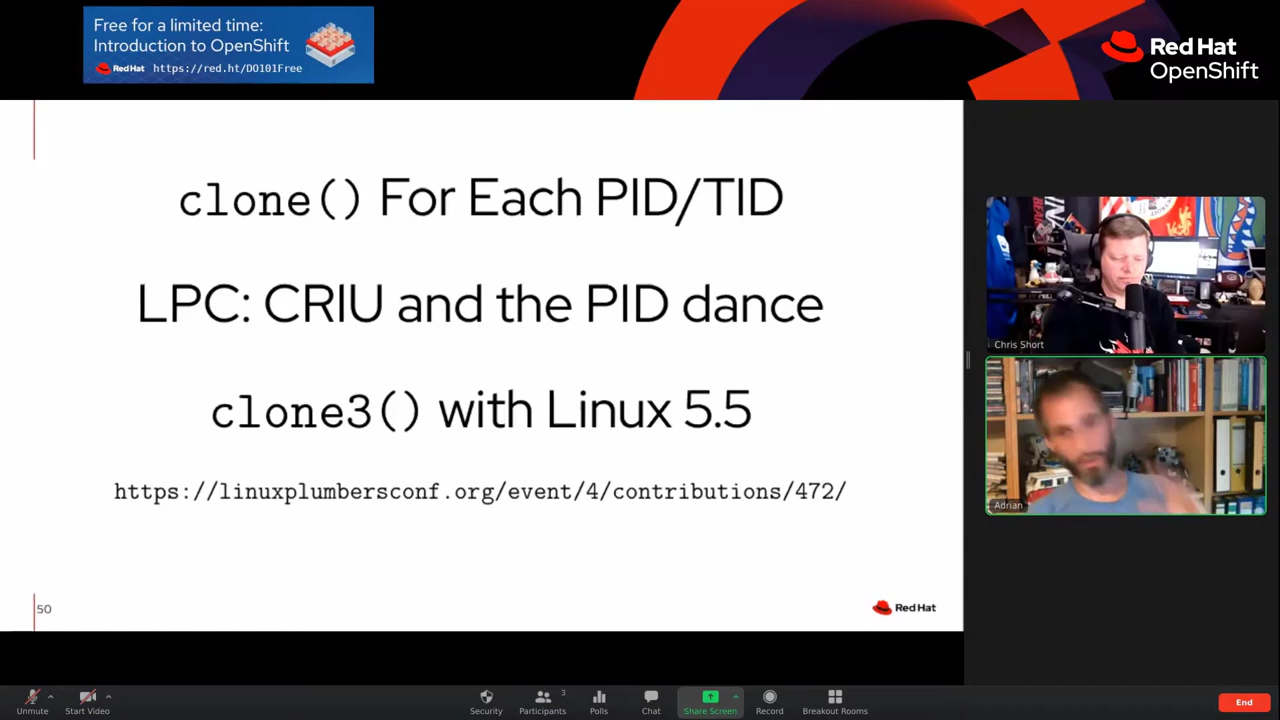 Free for a limited time:
Introduction to OpenShift
Red Hat https://red.ht/DO101Free
Red Hat
OpenShift
clone() For Each PID/TID
LPC: CRIU and the PID dance
clone3() with Linux 5.5
https://linuxplumbersconf.org/event/4/contributions/472/
50
Red Hat
Chris Short
Adrian
Unmute
Start Video
Security
Participants
3
Polls
Chat
Share Screen
Record
Breakout Rooms
End